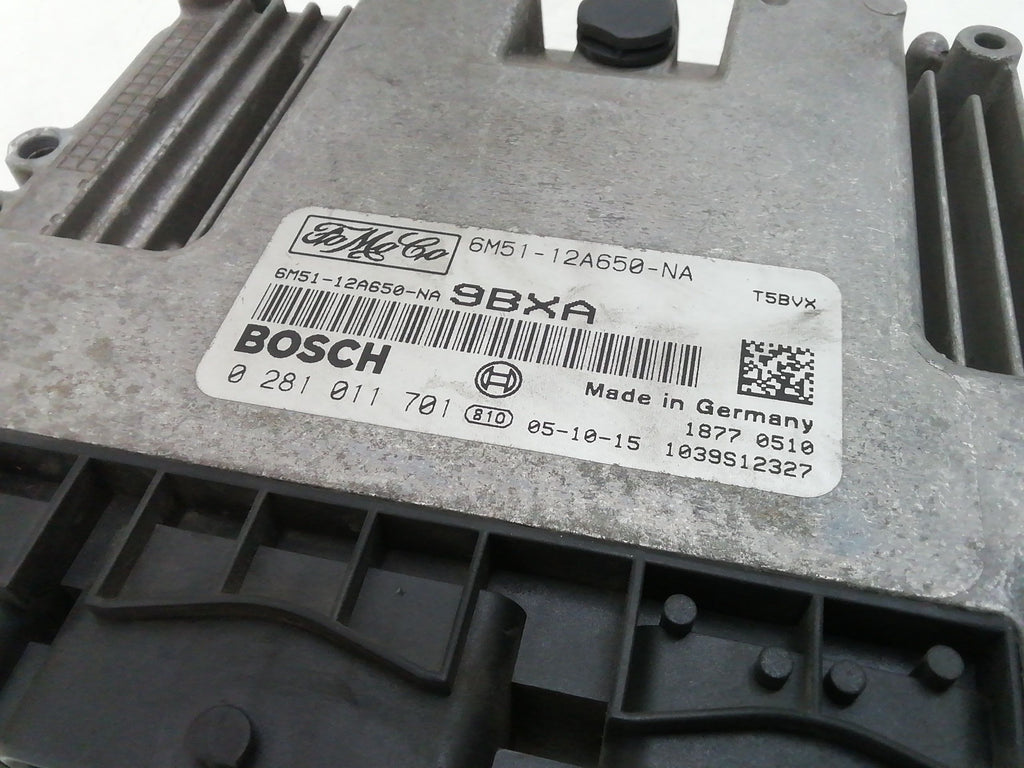 FoMoCo 6M51-12A650-NA
6M51-12A650-NA 9BXA T5BVX
BOSCH Made in Germany
0 281 011 701 810 05-10-15 1877 0510
1039S12327